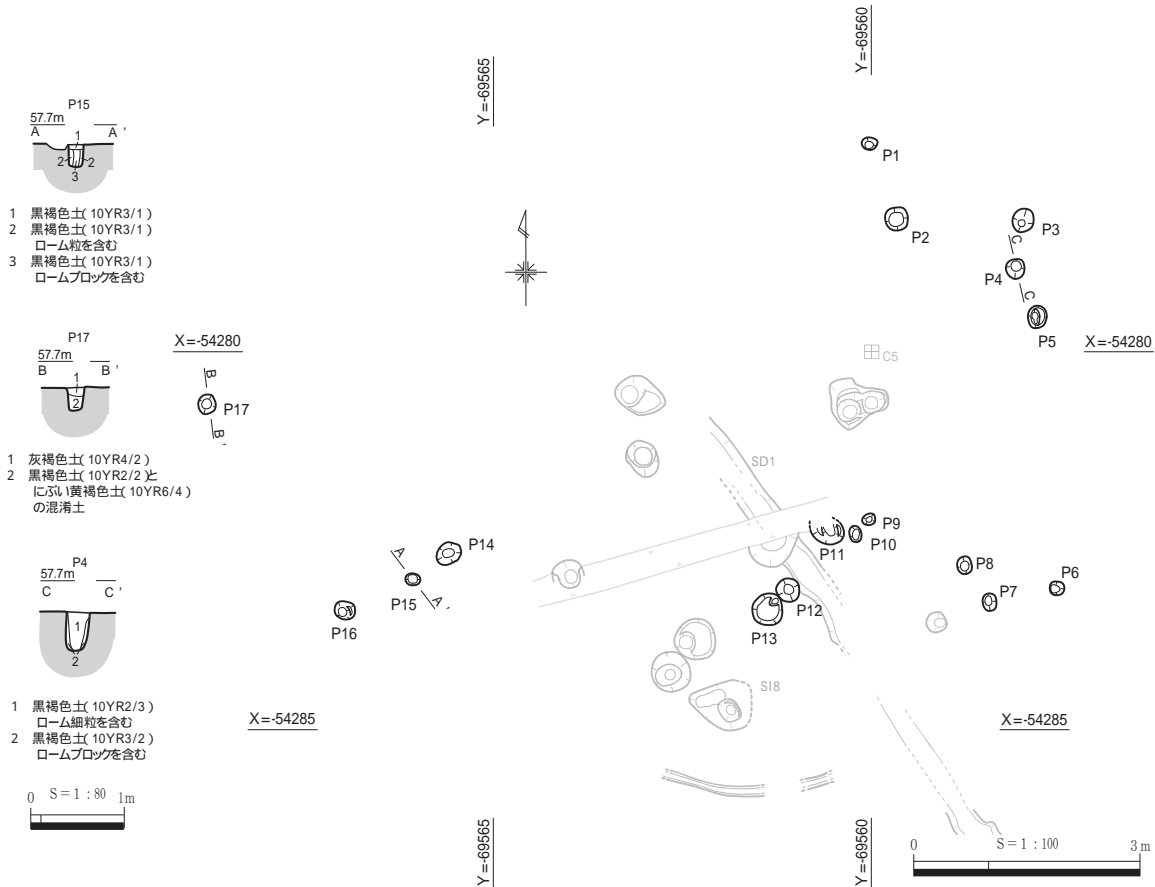 P15
57.7m
A A'
1
2 2
3
1 黒褐色土(10YR3/1)
2 黒褐色土(10YR3/1)
ローム粒を含む
3 黒褐色土(10YR3/1)
ロームブロックを含む
P17
57.7m
B B'
1
2
1 灰褐色土(10YR4/2)
2 黒褐色土(10YR2/2)と
にぶい黄褐色土(10YR6/4)
の混淆土
P4
57.7m
C C'
1
2
1 黒褐色土(10YR2/3)
ローム細粒を含む
2 黒褐色土(10YR3/2)
ロームブロックを含む
0 S=1:80 1m
Y=-69565
Y=-69560
P1
P2
P3
C
P4
C
P5
X=-54280
X=-54280
C5
B
P17
B'
SD1
P9
P10
P11
P14
A
P15
A'
P16
P8
P7
P6
P12
P13
SI8
X=-54285
X=-54285
Y=-69565
Y=-69560
0 S=1:100 3m